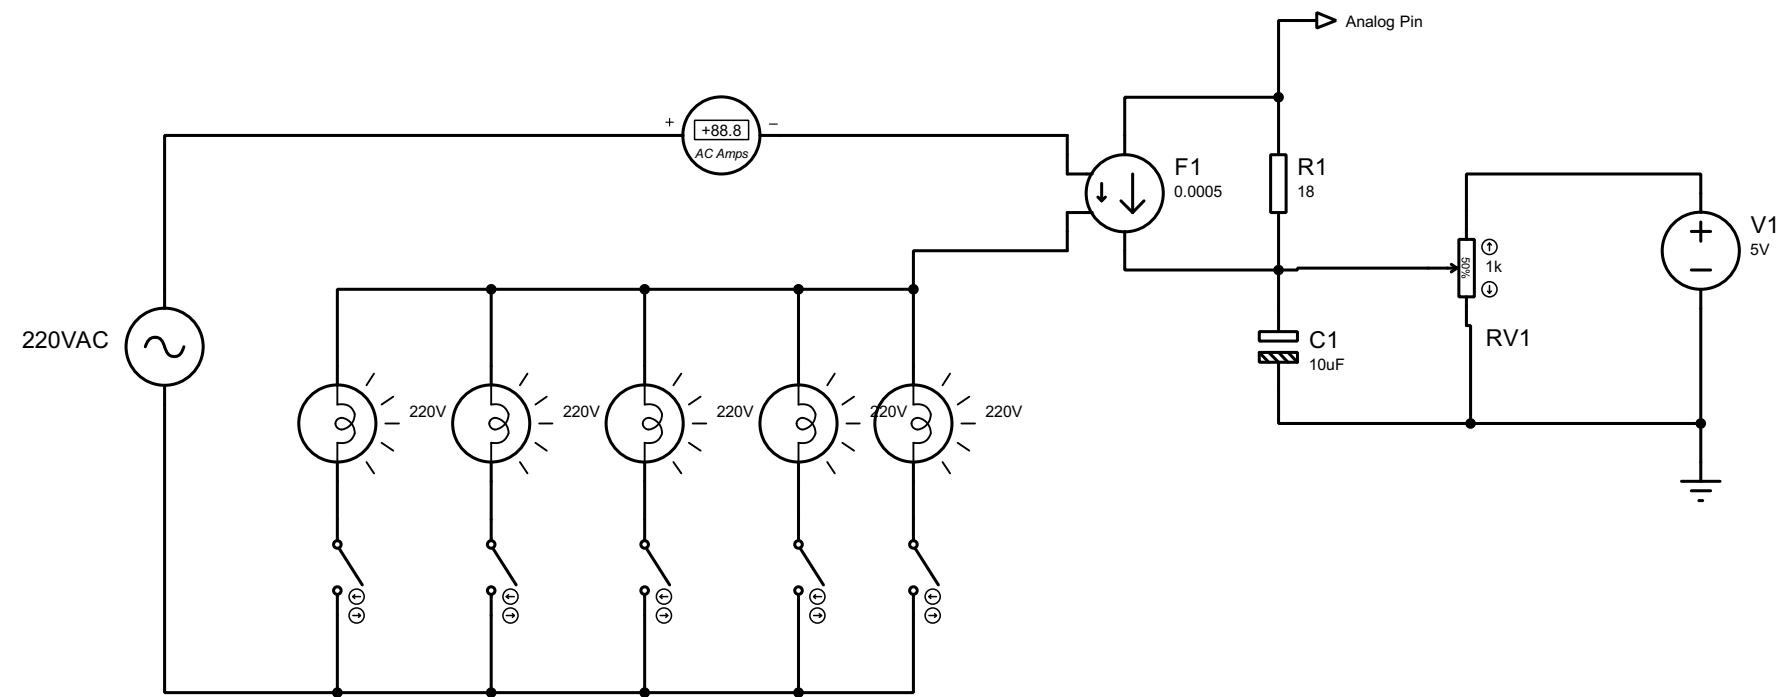 Analog Pin
+88.8
AC Amps
+
−
F1
0.0005
R1
18
V1
5V
50%
1k
220VAC
RV1
C1
10uF
220V
220V
220V
220V
220V